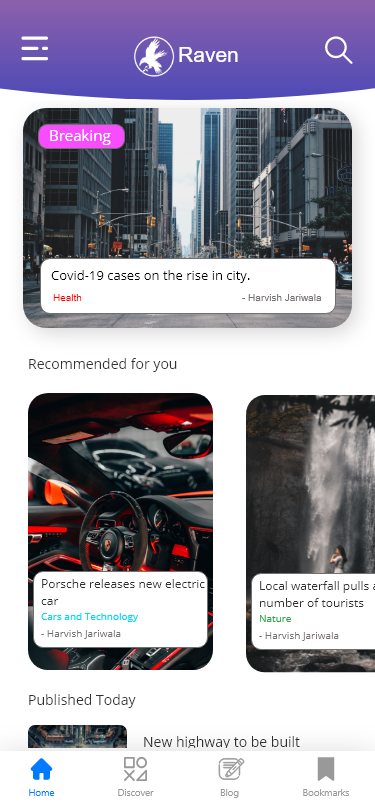 Raven
Breaking
Covid-19 cases on the rise in city.
Health
- Harvish Jariwala
Recommended for you
Porsche releases new electric
car
Cars and Technology
- Harvish Jariwala
Local waterfall pulls
number of tourists
Nature
- Harvish Jariwala
Published Today
New highway to be built
Home
Discover
Blog
Bookmarks